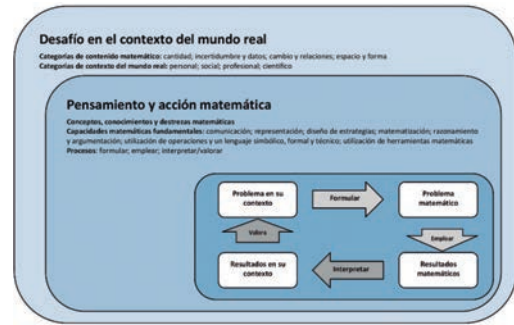 Desafío en el contexto del mundo real
Categorías de contenido matemático: cantidad; incertidumbre y datos, cambio y relaciones; espacio y forma
Categorías de contexto del mundo real: personal; social; profesional; científico
Pensamiento y acción matemática
Conceptos, conocimientos y destrezas matemáticas
Capacidades matemáticas fundamentales: comunicación; representación; diseño de estrategias; matematización; razonamiento
y argumentación; utilización de operaciones y un lenguaje simbólico, formal y técnico; utilización de herramientas matemáticas
Procesos: formular; emplear; interpretar/valorar
Problema en su
contexto
Formular
Problema
matemático
Valora
Emplear
Resultados en su
contexto
Interpretar
Resultados
matemáticos